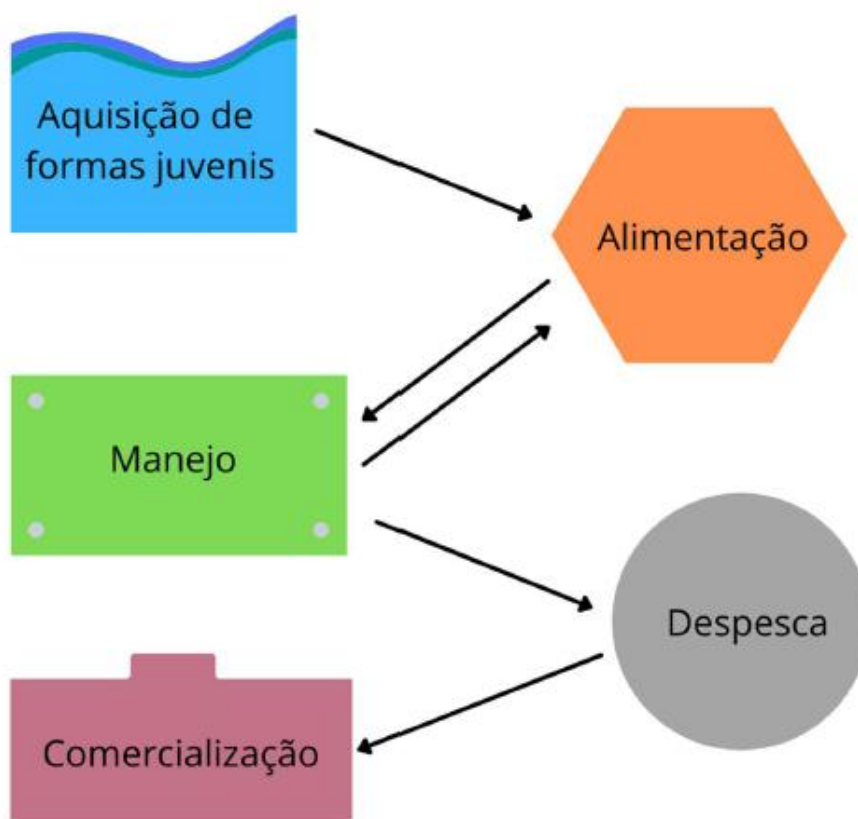 Aquisição de
formas juvenis
Alimentação
Manejo
Despesca
Comercialização